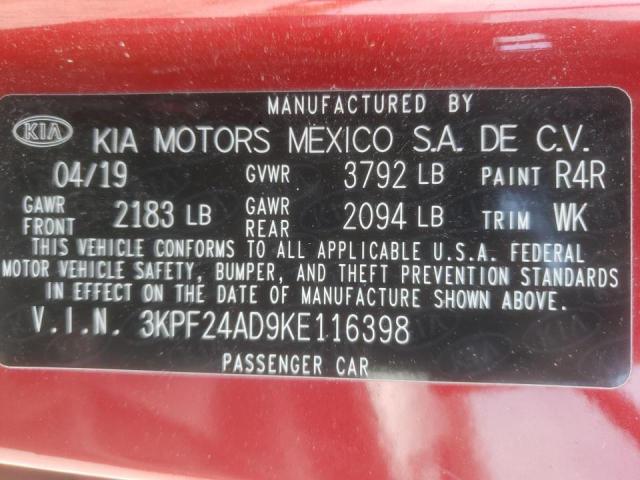 MANUFACTURED BY
KIA KIA MOTORS MEXICO S.A. DE C.V.
04/19 GVWR 3792 LB PAINT R4R
GAWR FRONT 2183 LB GAWR REAR 2094 LB TRIM WK
THIS VEHICLE CONFORMS TO ALL APPLICABLE U.S.A. FEDERAL
MOTOR VEHICLE SAFETY, BUMPER, AND THEFT PREVENTION STANDARDS
IN EFFECT ON THE DATE OF MANUFACTURE SHOWN ABOVE.
V.I.N. 3KPF24AD9KE116398
PASSENGER CAR